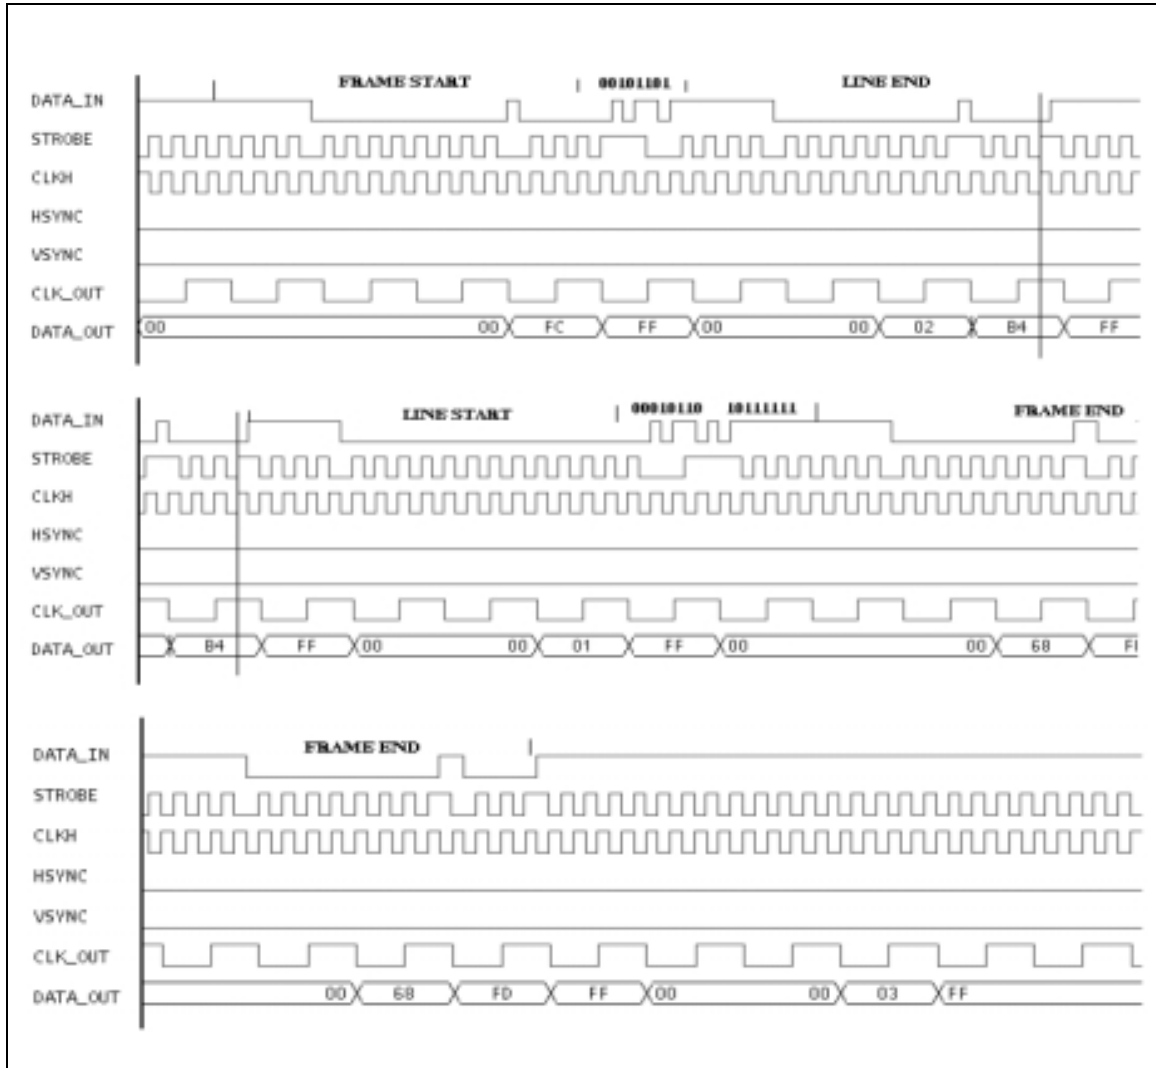 FRAME START | 00101101 | LINE END
DATA_IN
STROBE
CLKH
HSYNC
VSYNC
CLK_OUT
DATA_OUT 00 00 FC FF 00 00 02 B4 FF
LINE START 00010110 10111111 FRAME END
DATA_IN
STROBE
CLKH
HSYNC
VSYNC
CLK_OUT
DATA_OUT B4 FF 00 00 01 FF 00 00 68
FRAME END
DATA_IN
STROBE
CLKH
HSYNC
VSYNC
CLK_OUT
DATA_OUT 00 68 FD FF 00 00 03 FF